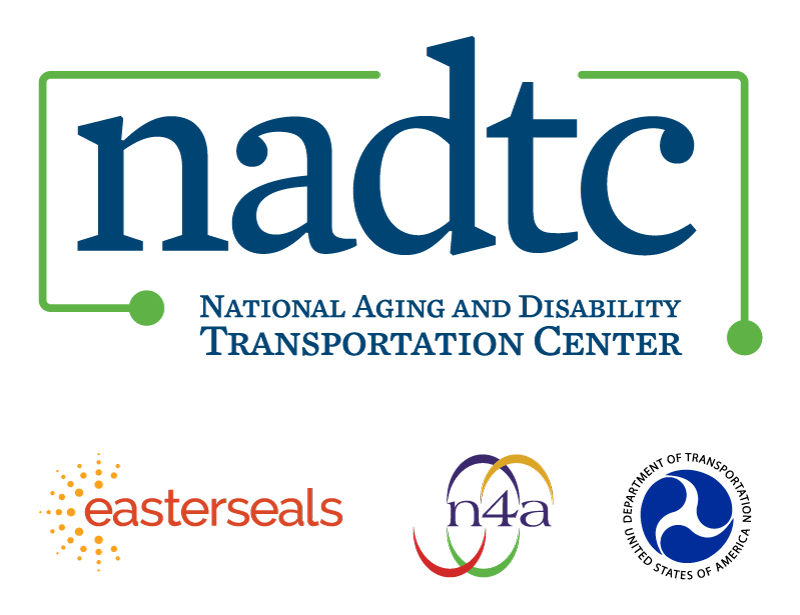 nadtc
National Aging and Disability
Transportation Center
easterseals
n4a
DEPARTMENT OF TRANSPORTATION
UNITED STATES OF AMERICA